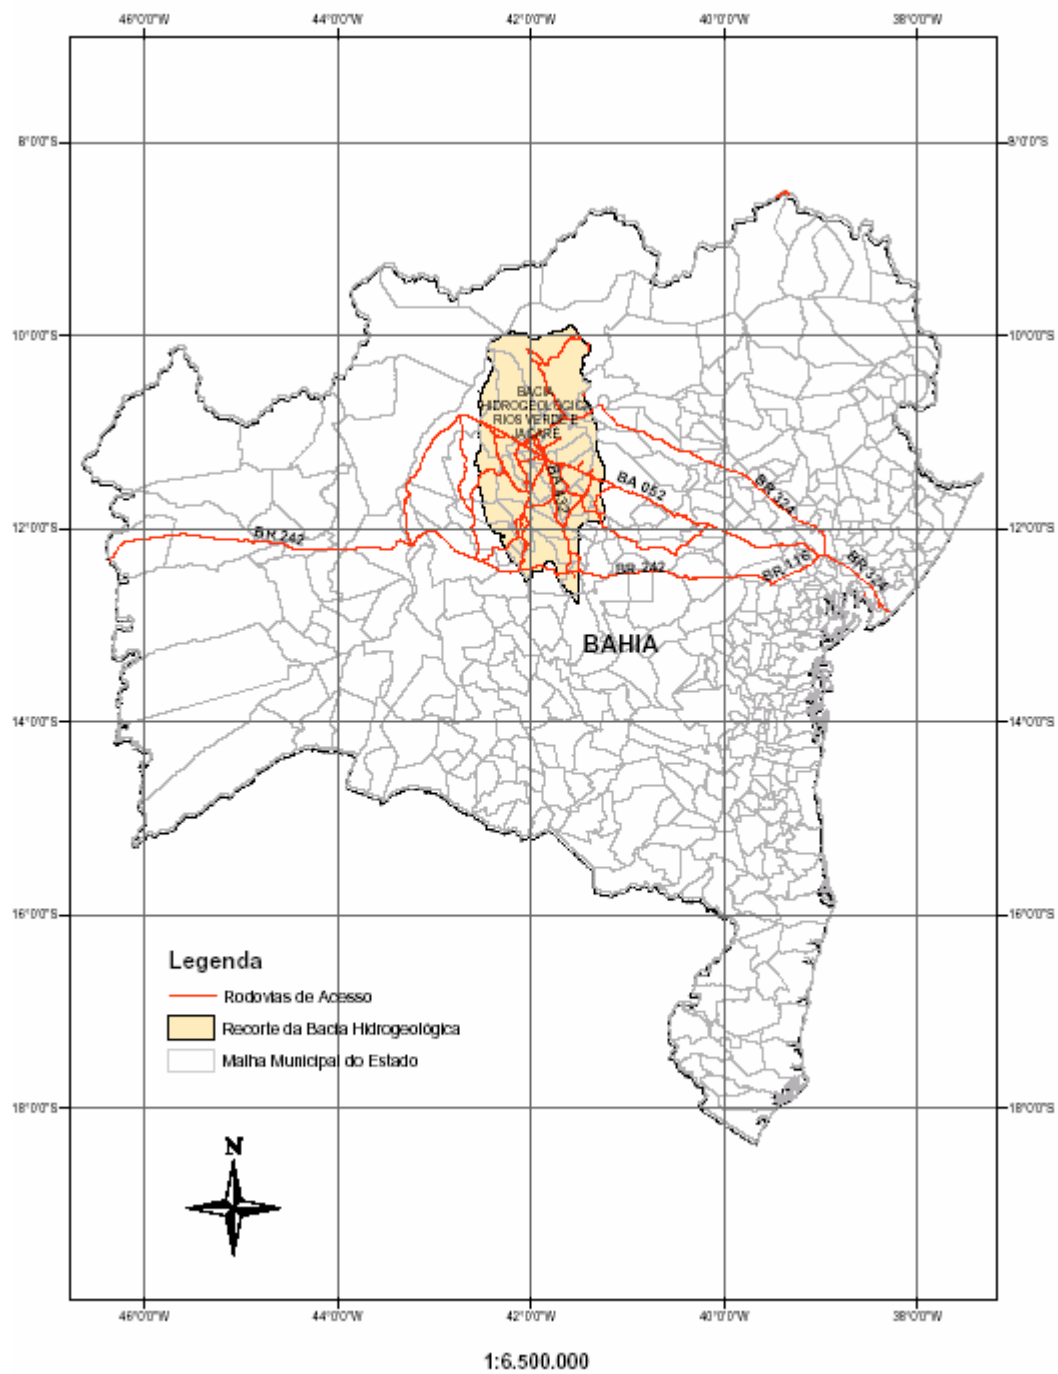 46°0'0"W 44°0'0"W 42°0'0"W 40°0'0"W 38°0'0"W
8°0'0"S 8°0'0"S
10°0'0"S 10°0'0"S
BACIA
HIDROGEOLÓGICA
RIOS VERDE E
JACARÉ
BA 052
BR 324
12°0'0"S 12°0'0"S
BR 242
BR 242
BR 116
BR 324
BAHIA
14°0'0"S 14°0'0"S
16°0'0"S 16°0'0"S
Legenda
Rodovias de Acesso
Recorte da Bacia Hidrogeológica
Malha Municipal do Estado
18°0'0"S 18°0'0"S
N
46°0'0"W 44°0'0"W 42°0'0"W 40°0'0"W 38°0'0"W
1:6.500.000